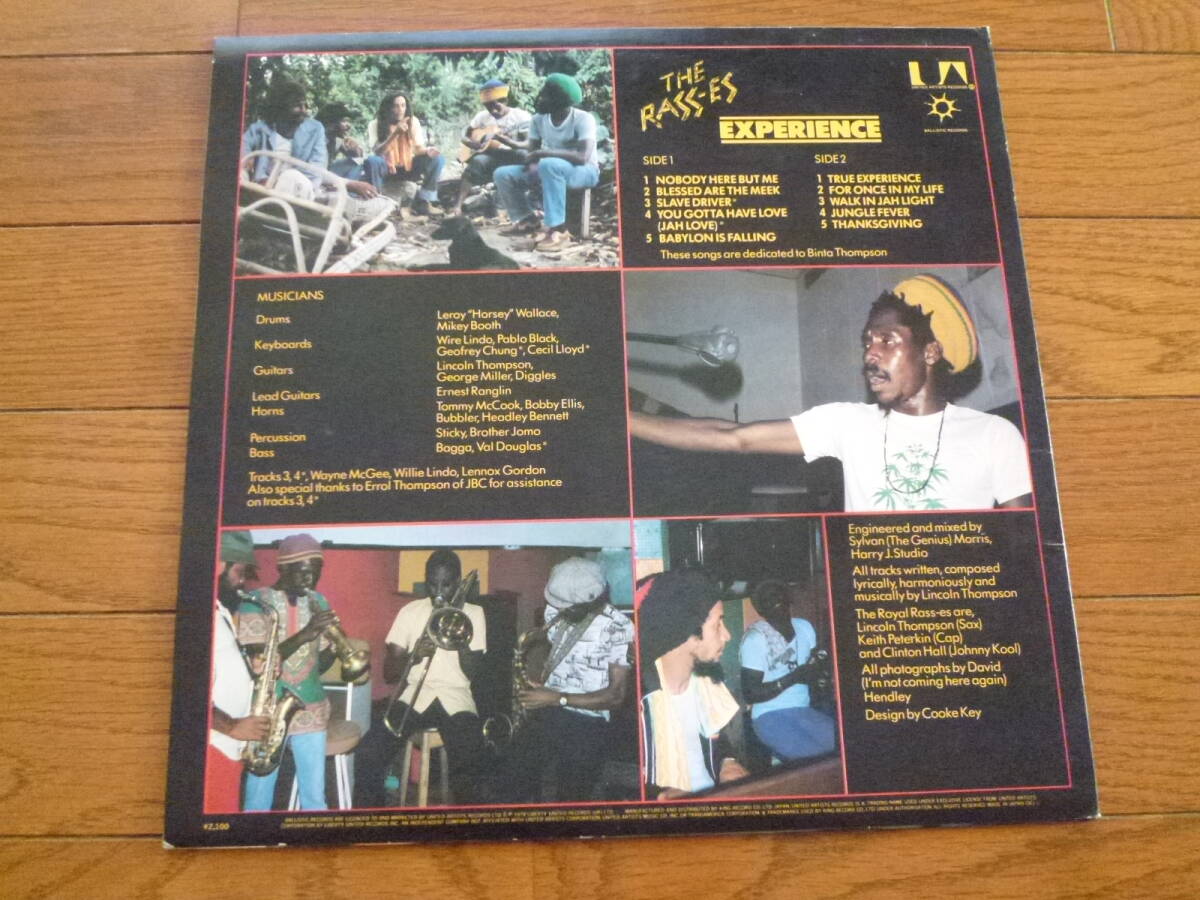 THE
RASS-ES
EXPERIENCE
UNITED ARTISTS RECORDS
BALLISTIC RECORDS
SIDE 1
1 NOBODY HERE BUT ME
2 BLESSED ARE THE MEEK
3 SLAVE DRIVER*
4 YOU GOTTA HAVE LOVE
(JAH LOVE)*
5 BABYLON IS FALLING
SIDE 2
1 TRUE EXPERIENCE
2 FOR ONCE IN MY LIFE
3 WALK IN JAH LIGHT
4 JUNGLE FEVER
5 THANKSGIVING
These songs are dedicated to Binta Thompson
MUSICIANS
Drums
Leroy "Horsey" Wallace,
Mikey Booth
Keyboards
Wire Lindo, Pablo Black,
Geofrey Chung*, Cecil Lloyd*
Guitars
Lincoln Thompson,
George Miller, Diggles
Lead Guitars
Ernest Ranglin
Horns
Tommy McCook, Bobby Ellis,
Bubbler, Headley Bennett
Percussion
Sticky, Brother Jomo
Bass
Bagga, Val Douglas*
Tracks 3, 4*, Wayne McGee, Willie Lindo, Lennox Gordon
Also special thanks to Errol Thompson of JBC for assistance
on tracks 3, 4*
Engineered and mixed by
Sylvan (The Genius) Morris,
Harry J. Studio
All tracks written, composed
lyrically, harmoniously and
musically by Lincoln Thompson
The Royal Rass-es are,
Lincoln Thompson (Sax)
Keith Peterkin (Cap)
and Clinton Hall (Johnny Kool)
All photographs by David
(I'm not coming here again)
Hendley
Design by Cooke Key
¥2,100